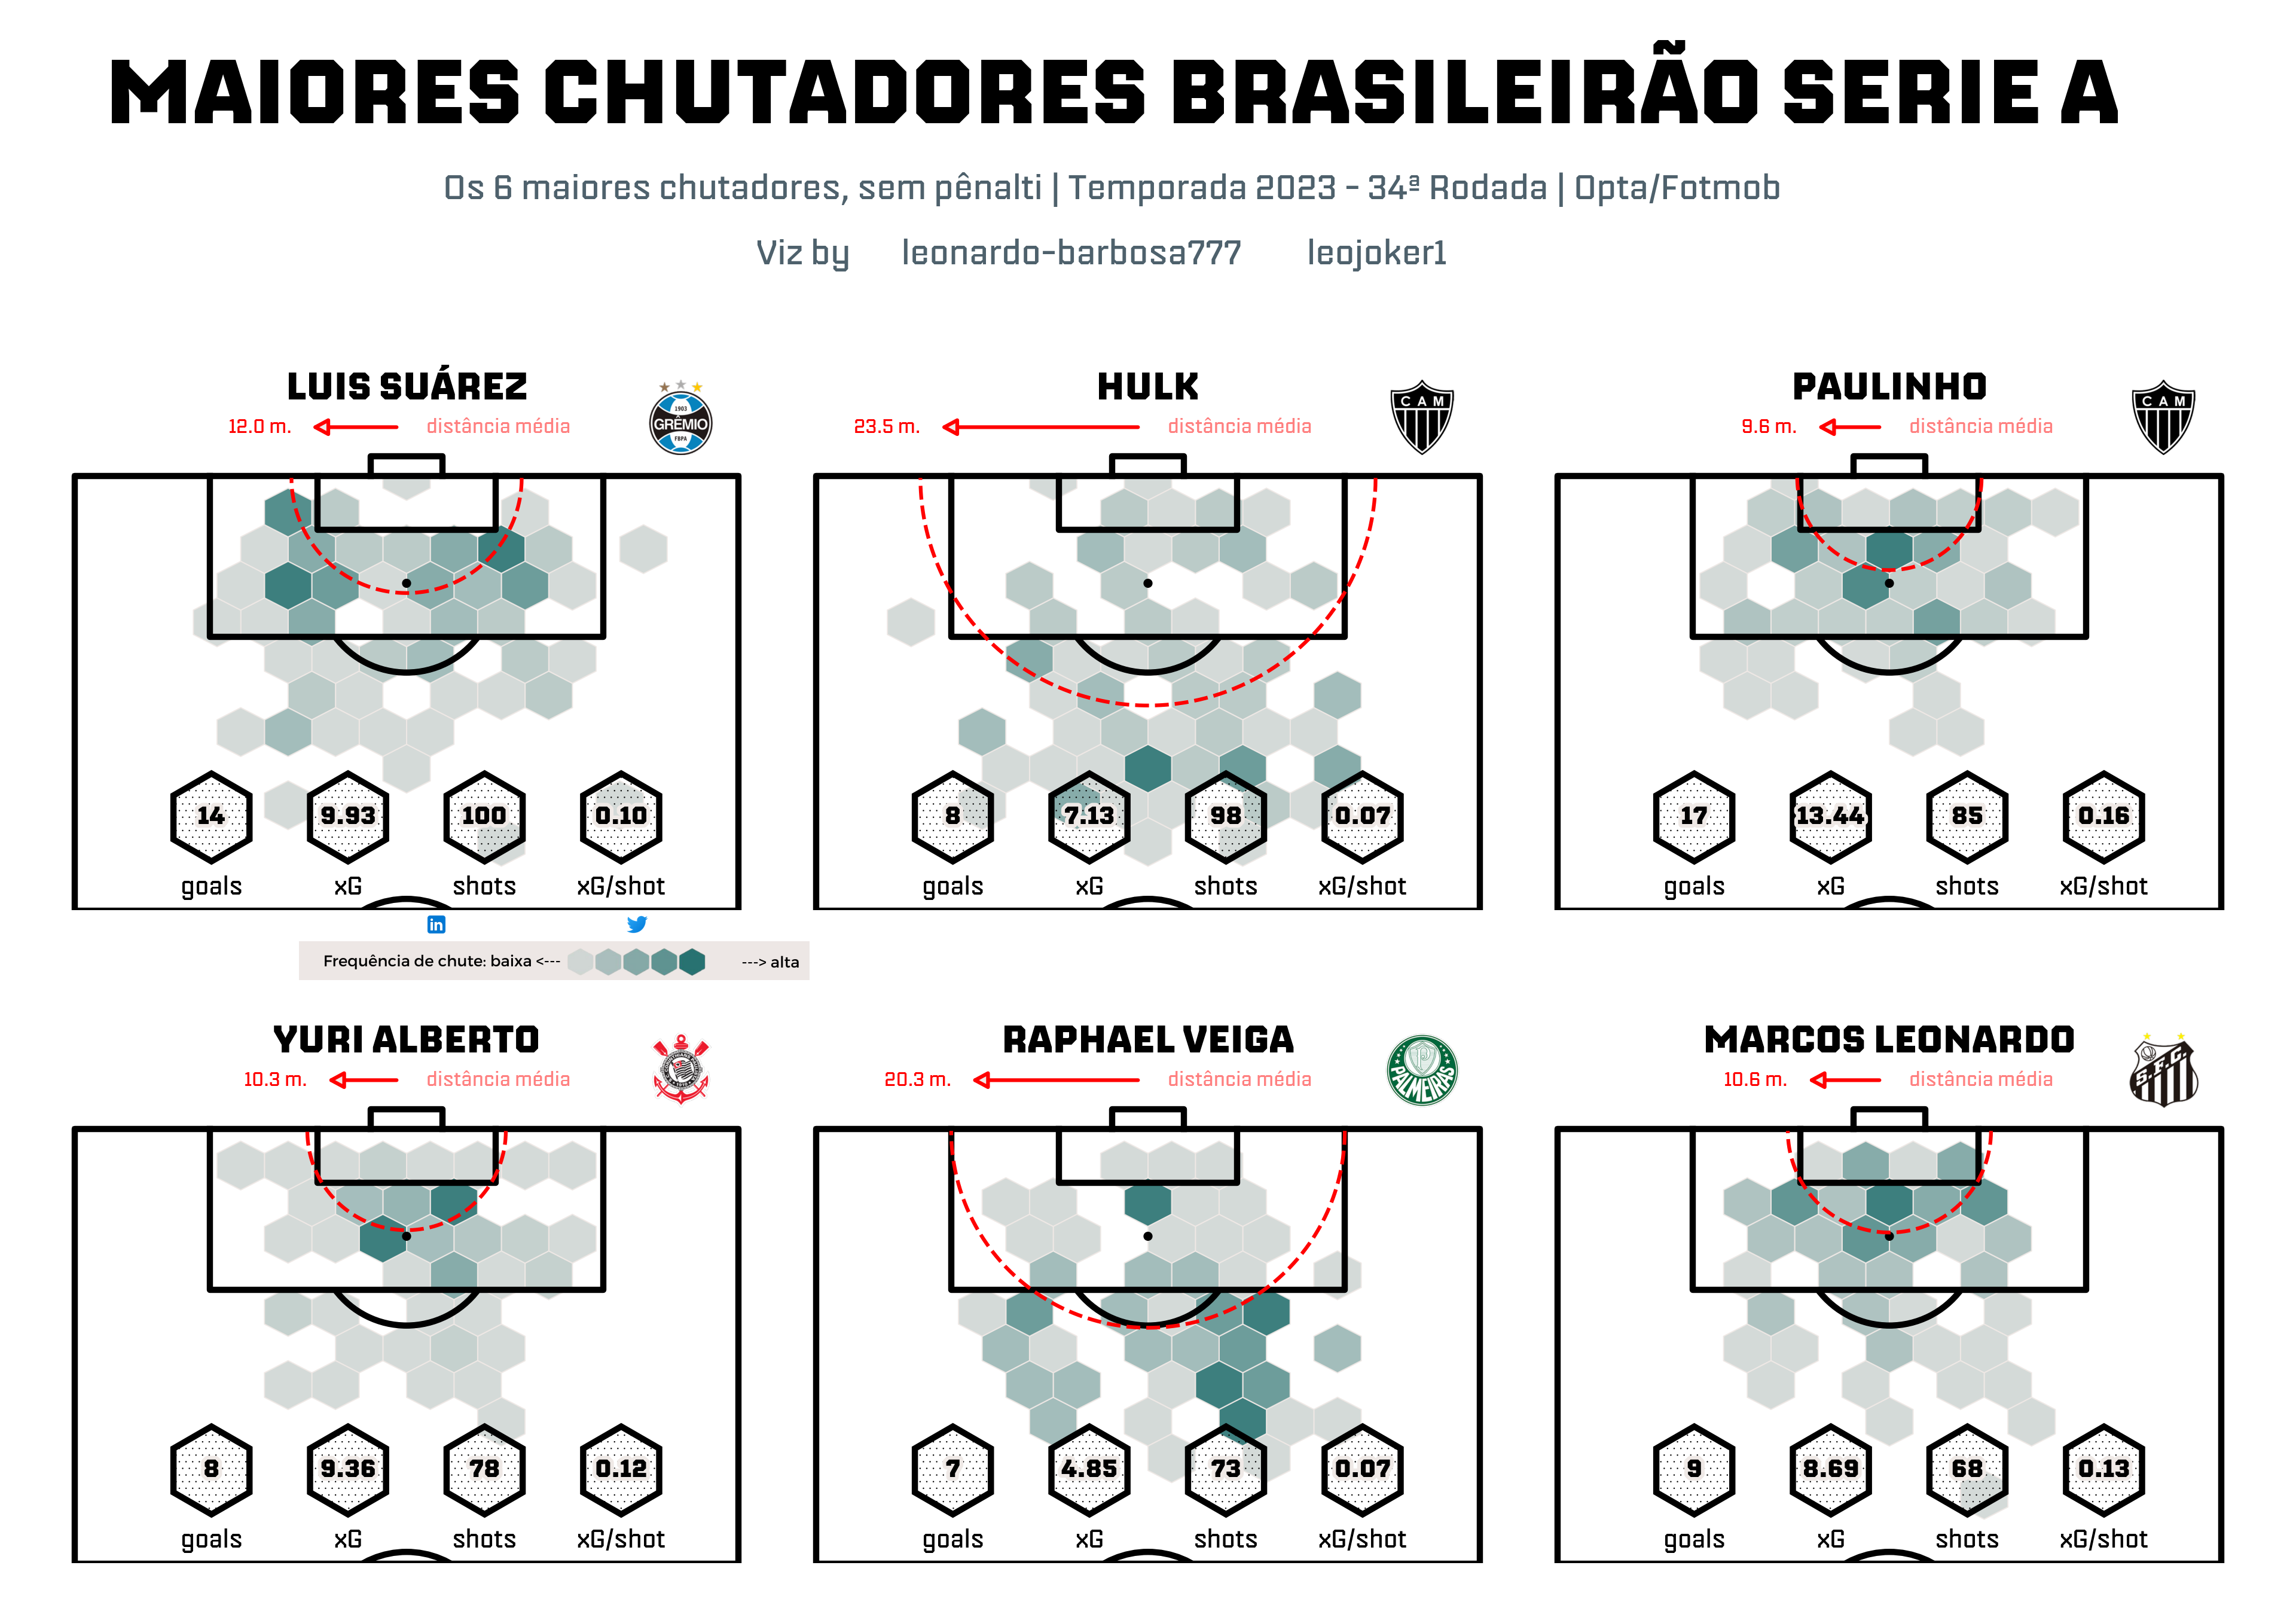 MAIORES CHUTADORES BRASILEIRÃO SERIE A
Os 6 maiores chutadores, sem pênalti | Temporada 2023 - 34ª Rodada | Opta/Fotmob
Viz by leonardo-barbosa777 leojoker1
LUIS SUÁREZ
12.0 m. distância média
1903
GRÊMIO
FBPA
14 9.93 100 0.10
goals xG shots xG/shot
HULK
23.5 m. distância média
CAM
8 7.13 98 0.07
goals xG shots xG/shot
PAULINHO
9.6 m. distância média
CAM
17 13.44 85 0.16
goals xG shots xG/shot
in
Frequência de chute: baixa <--- ---> alta
YURI ALBERTO
10.3 m. distância média
8 9.36 78 0.12
goals xG shots xG/shot
RAPHAEL VEIGA
20.3 m. distância média
P
PALMEIRAS
7 4.85 73 0.07
goals xG shots xG/shot
MARCOS LEONARDO
10.6 m. distância média
S.F.C.
9 8.69 68 0.13
goals xG shots xG/shot